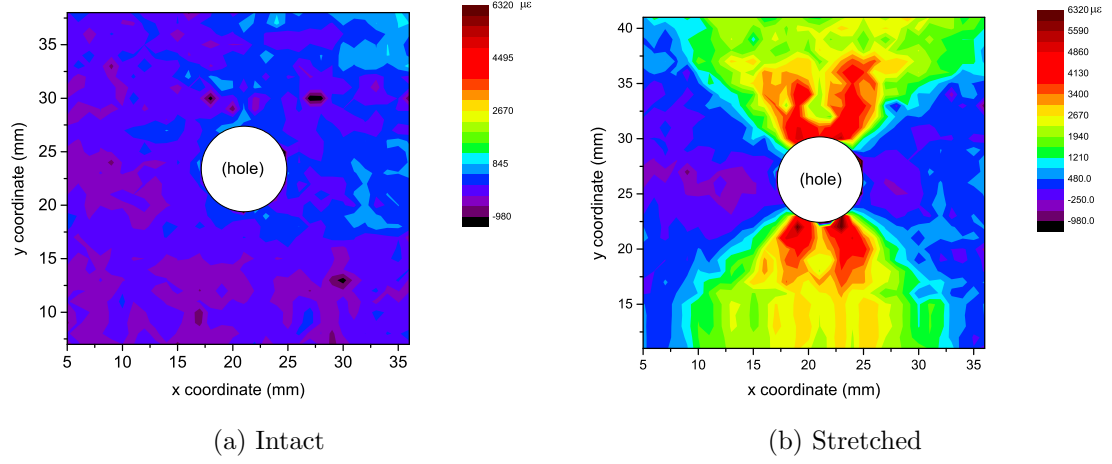 6320 με
4495
2670
845
-980
35
30
25
20
15
10
y coordinate (mm)
(hole)
5 10 15 20 25 30 35
x coordinate (mm)
(a) Intact
6320 με
5590
4860
4130
3400
2670
1940
1210
480.0
-250.0
-980.0
40
35
30
25
20
15
y coordinate (mm)
(hole)
5 10 15 20 25 30 35
x coordinate (mm)
(b) Stretched